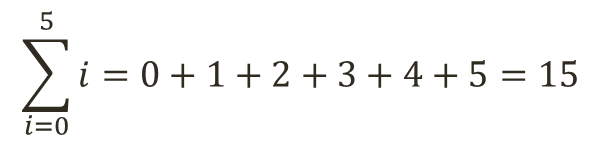 5
∑ i = 0 + 1 + 2 + 3 + 4 + 5 = 15
i=0